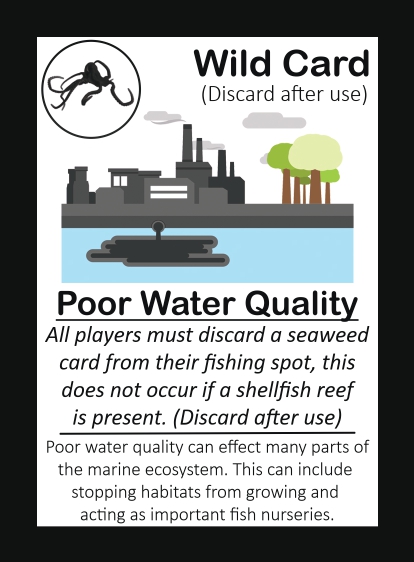 Wild Card
(Discard after use)
Poor Water Quality
All players must discard a seaweed
card from their fishing spot, this
does not occur if a shellfish reef
is present. (Discard after use)
Poor water quality can effect many parts of
the marine ecosystem. This can include
stopping habitats from growing and
acting as important fish nurseries.